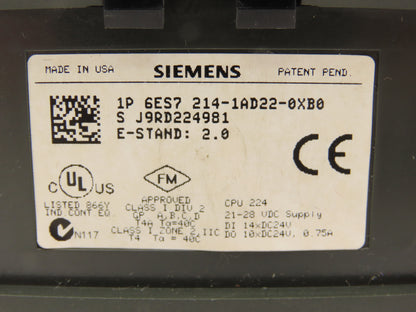 MADE IN USA SIEMENS PATENT PEND.
1P 6ES7 214-1AD22-0XB0
S J9RD224981
E-STAND: 2.0
C UL US
FM
CE
LISTED 866Y
IND.CONT.EQ.
N117
APPROVED
CLASS I DIV 2
GP. A,B,C,D
T4A Ta=40C
CLASS I ZONE 2,IIC
T4 Ta = 40C
CPU 224
21-28 VDC Supply
DI 14xDC24V
DO 10xDC24V, 0.75A